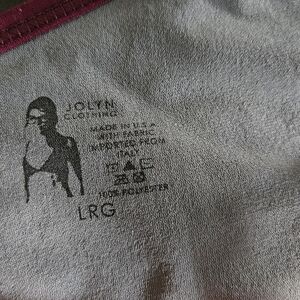 JOLYN
CLOTHING
MADE IN U.S.A
WITH FABRIC
IMPORTED FROM
ITALY
100% POLYESTER
LRG